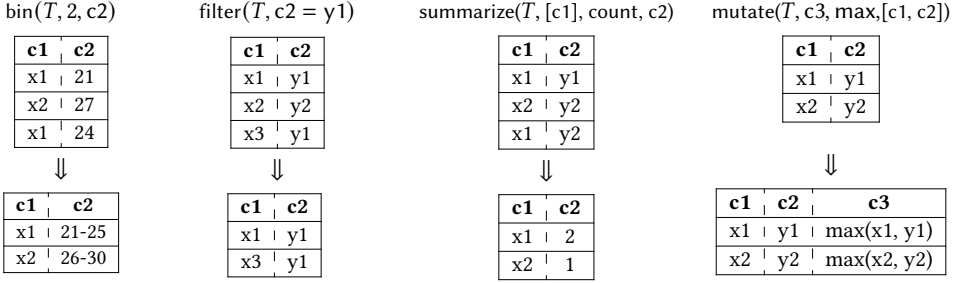 bin(T, 2, c2)
c1 c2
x1 21
x2 27
x1 24
⇓
c1 c2
x1 21-25
x2 26-30
filter(T, c2 = y1)
c1 c2
x1 y1
x2 y2
x3 y1
⇓
c1 c2
x1 y1
x3 y1
summarize(T, [c1], count, c2)
c1 c2
x1 y1
x2 y2
x1 y2
⇓
c1 c2
x1 2
x2 1
mutate(T, c3, max,[c1, c2])
c1 c2
x1 y1
x2 y2
⇓
c1 c2 c3
x1 y1 max(x1, y1)
x2 y2 max(x2, y2)